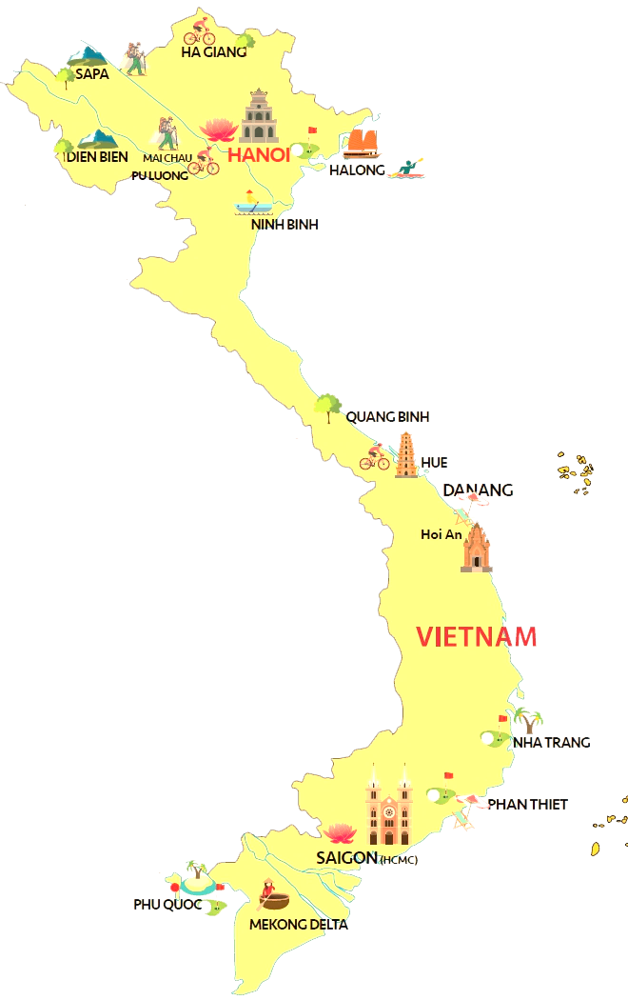 HA GIANG
SAPA
HANOI
DIEN BIEN
MAI CHAU
PU LUONG
HALONG
NINH BINH
QUANG BINH
HUE
DANANG
Hoi An
VIETNAM
NHA TRANG
PHAN THIET
SAIGON (HCMC)
PHU QUOC
MEKONG DELTA